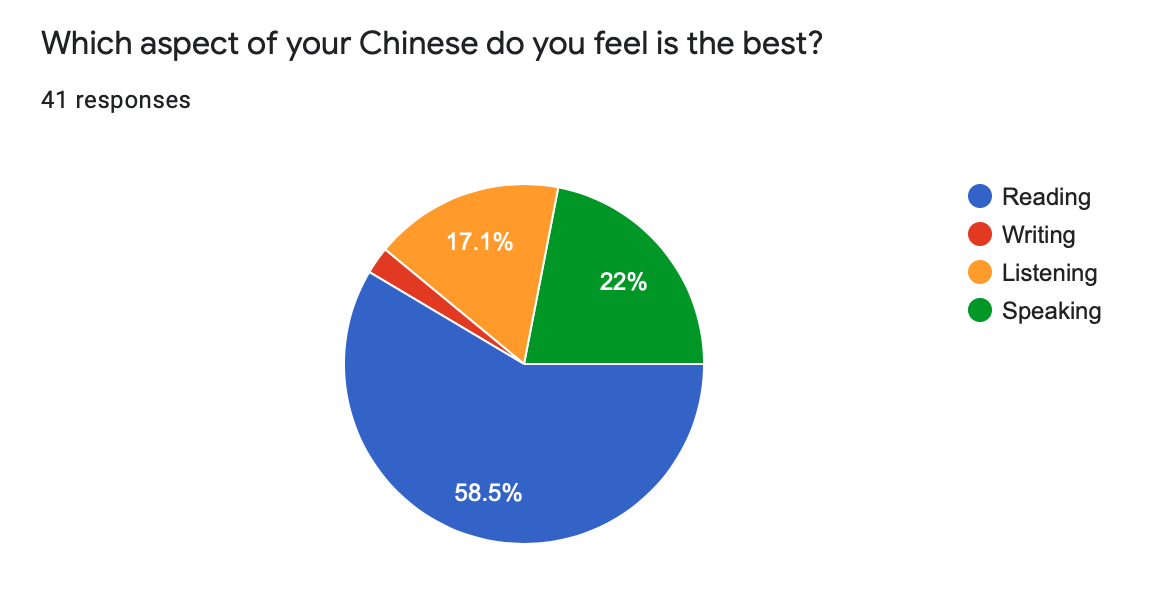 Which aspect of your Chinese do you feel is the best?
41 responses
17.1%
22%
58.5%
Reading
Writing
Listening
Speaking